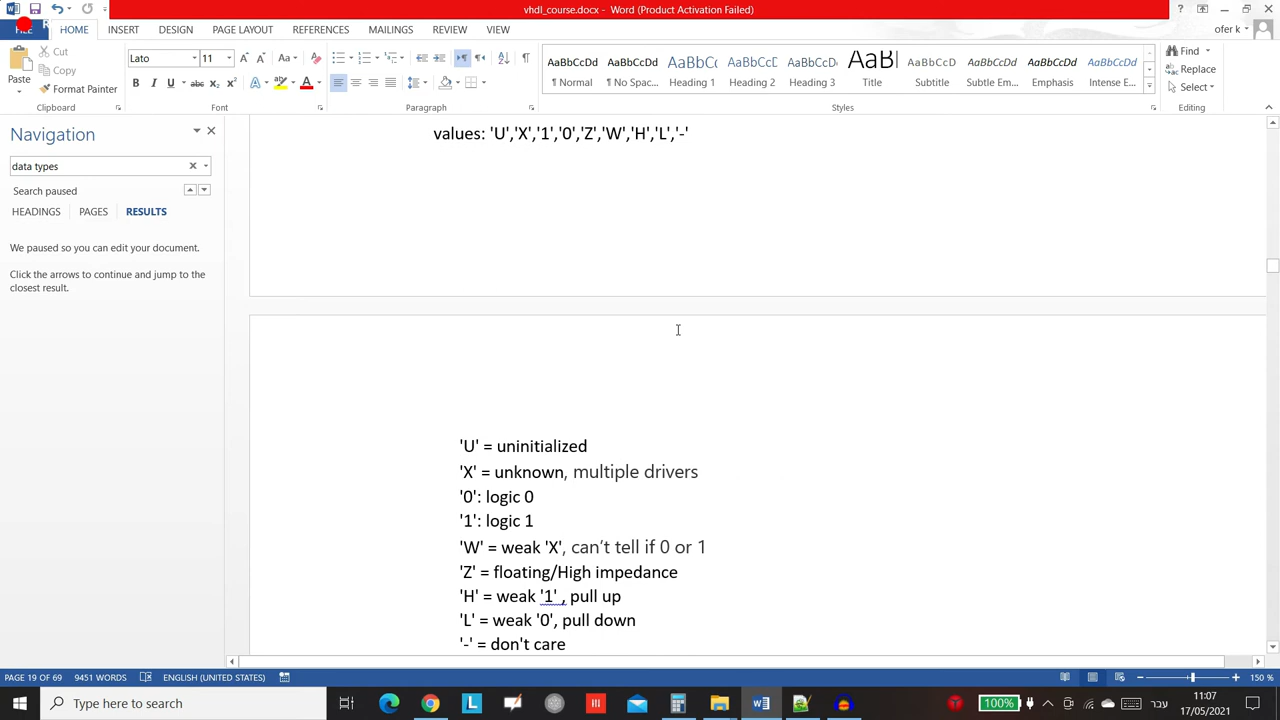 vhdl_course.docx - Word (Product Activation Failed)
FILE HOME INSERT DESIGN PAGE LAYOUT REFERENCES MAILINGS REVIEW VIEW ofer k
Paste
Cut
Copy
Format Painter
Clipboard
Lato 11
Font
Paragraph
AaBbCcDd AaBbCcDd AaBbCc AaBbCcD AaBbCcD AaBb AaBbCcD AaBbCcDd AaBbCcDd AaBbCcDd
¶ Normal ¶ No Spac... Heading 1 Heading 2 Heading 3 Title Subtitle Subtle Em... Emphasis Intense E...
Styles
Find
Replace
Select
Editing
Navigation
data types
Search paused
HEADINGS PAGES RESULTS
We paused so you can edit your document.
Click the arrows to continue and jump to the
closest result.
values: 'U','X','1','0','Z','W','H','L','-'
'U' = uninitialized
'X' = unknown, multiple drivers
'0': logic 0
'1': logic 1
'W' = weak 'X', can't tell if 0 or 1
'Z' = floating/High impedance
'H' = weak '1' , pull up
'L' = weak '0', pull down
'-' = don't care
PAGE 19 OF 69 9451 WORDS ENGLISH (UNITED STATES) 150 %
Type here to search
100%
עבר
11:07
17/05/2021